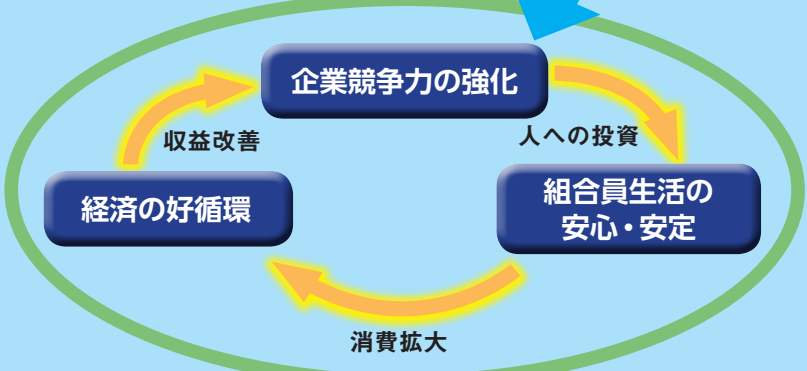 企業競争力の強化
収益改善
人への投資
経済の好循環
組合員生活の
安心・安定
消費拡大